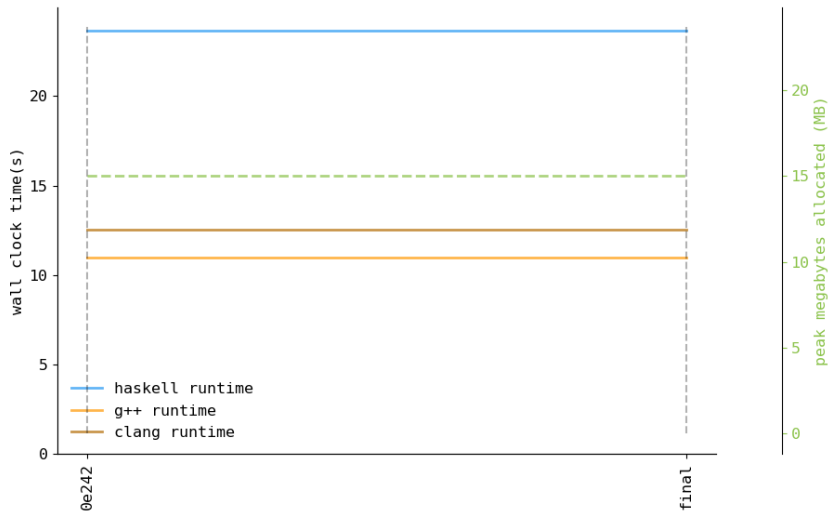 wall clock time(s)
20
15
10
5
0
20
15
10
5
0
peak megabytes allocated (MB)
haskell runtime
g++ runtime
clang runtime
0e242
final